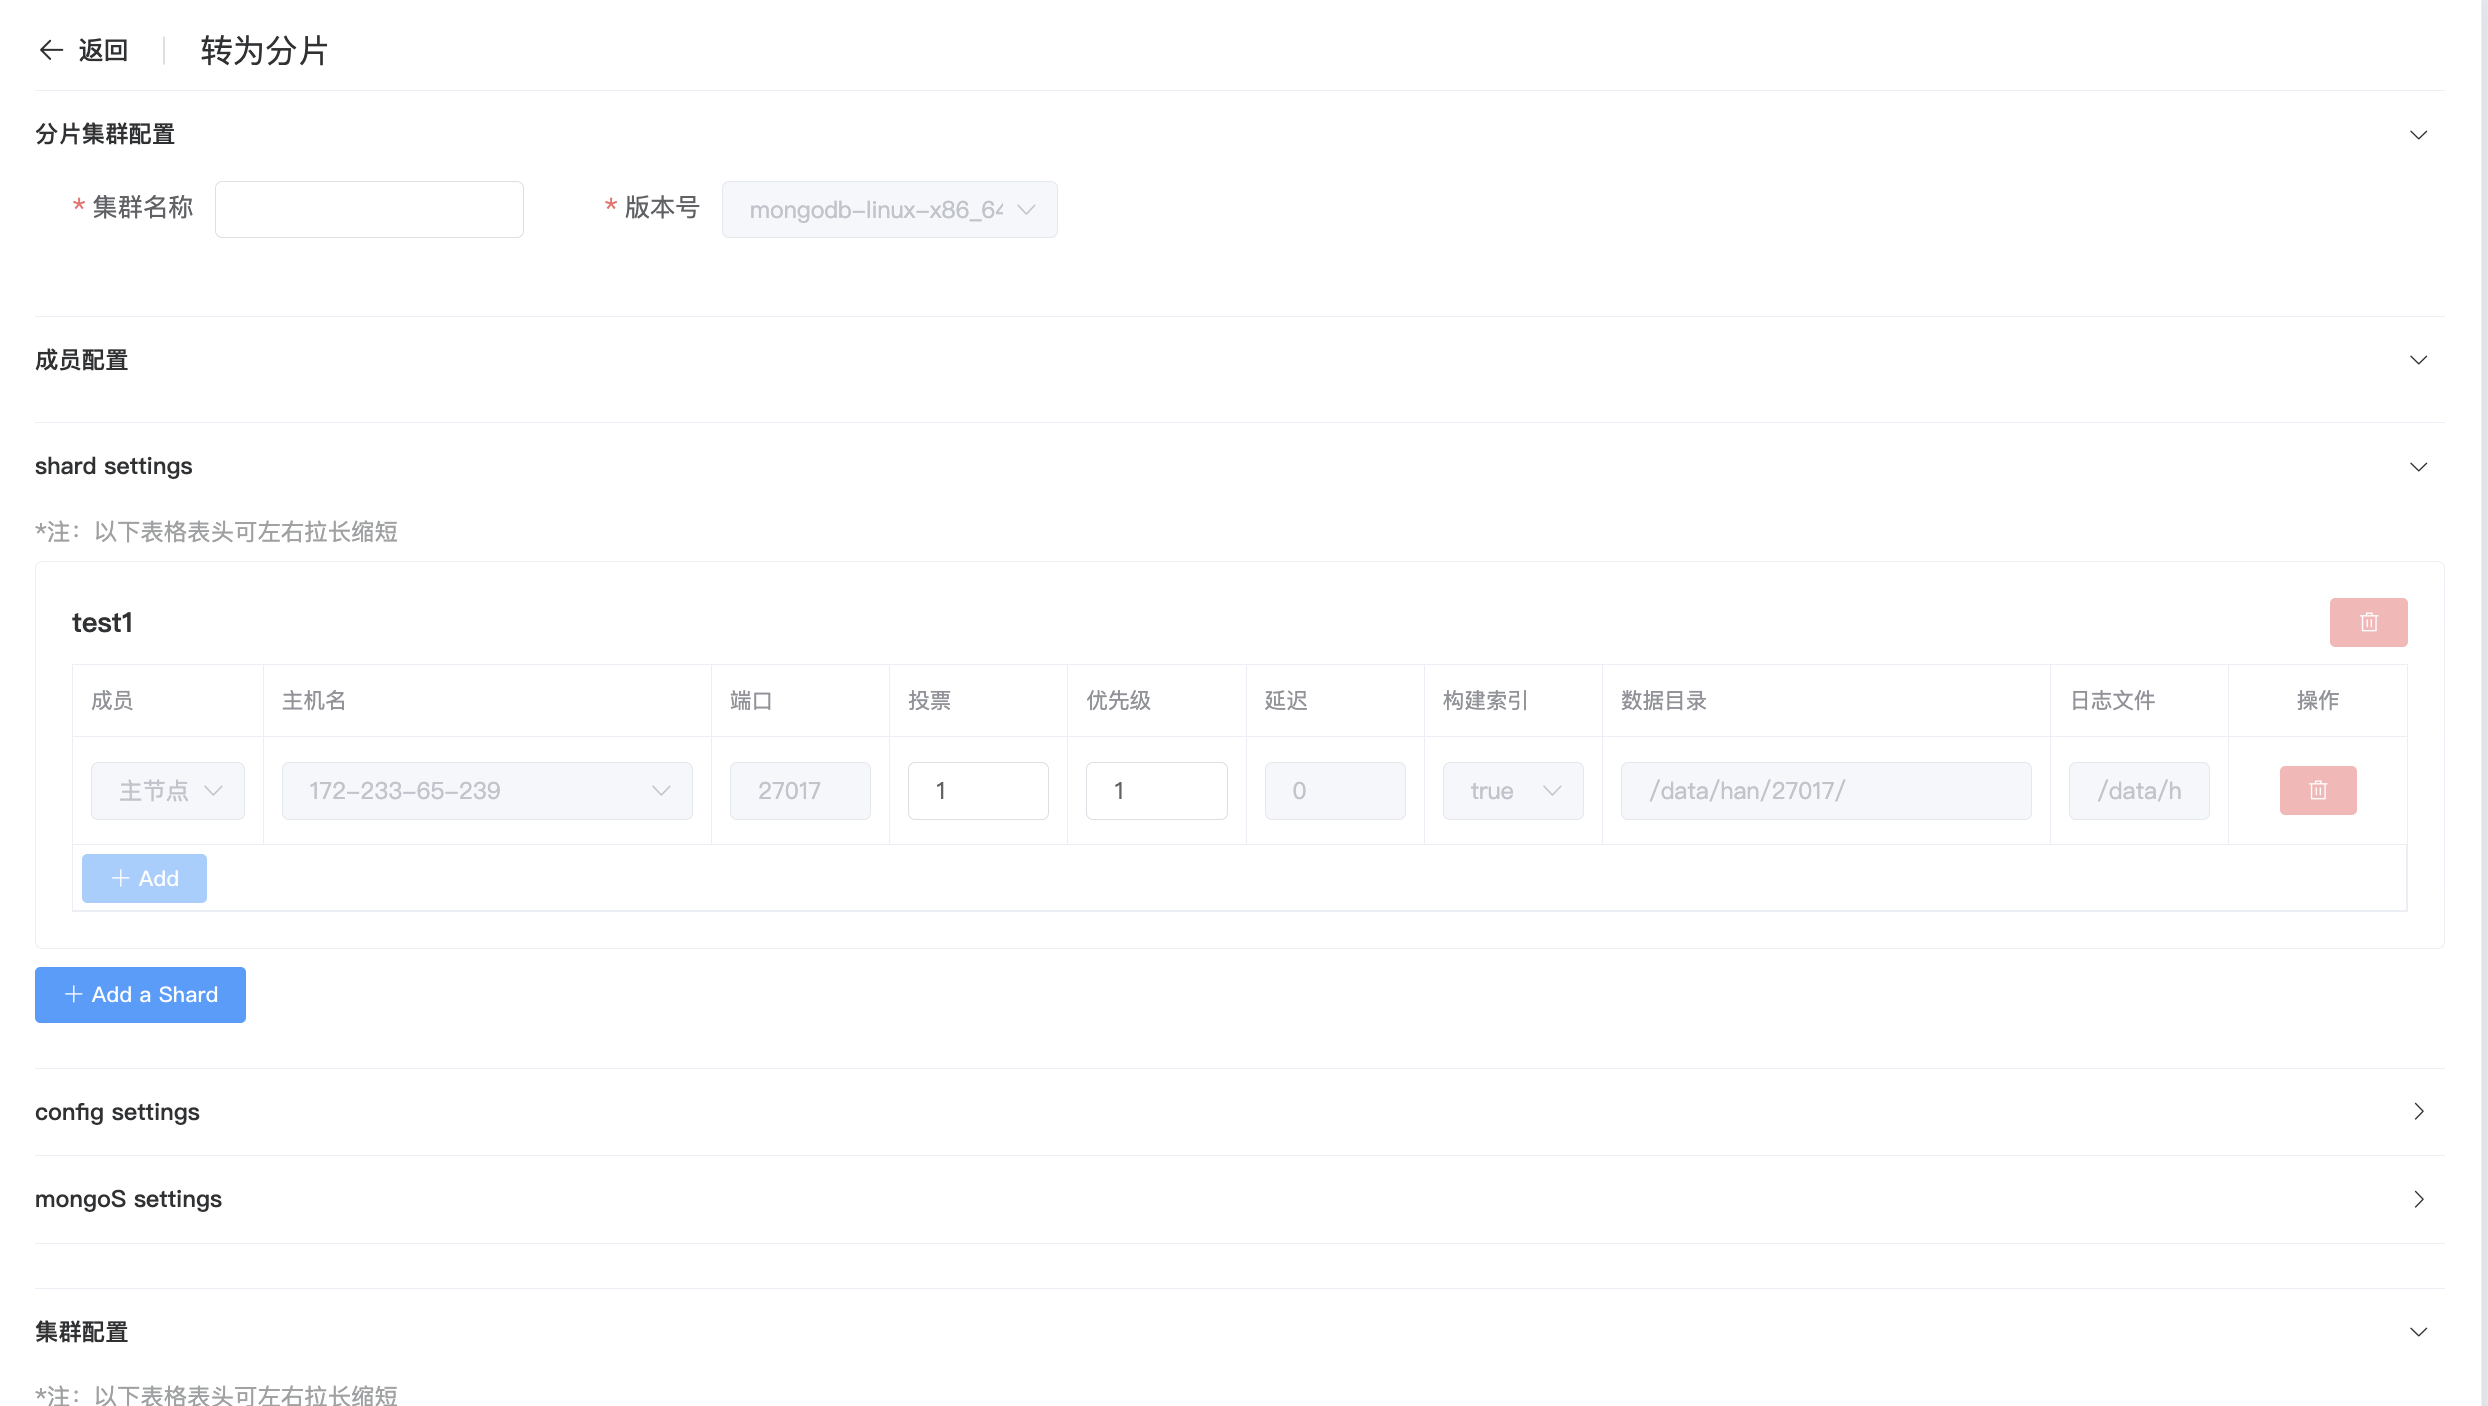 返回 转为分片
分片集群配置
* 集群名称 * 版本号 mongodb-linux-x86_64
成员配置
shard settings
*注：以下表格表头可左右拉长缩短
test1
成员 主机名 端口 投票 优先级 延迟 构建索引 数据目录 日志文件 操作
主节点 172-233-65-239 27017 1 1 0 true /data/han/27017/ /data/h
Add
Add a Shard
config settings
mongoS settings
集群配置
*注：以下表格表头可左右拉长缩短